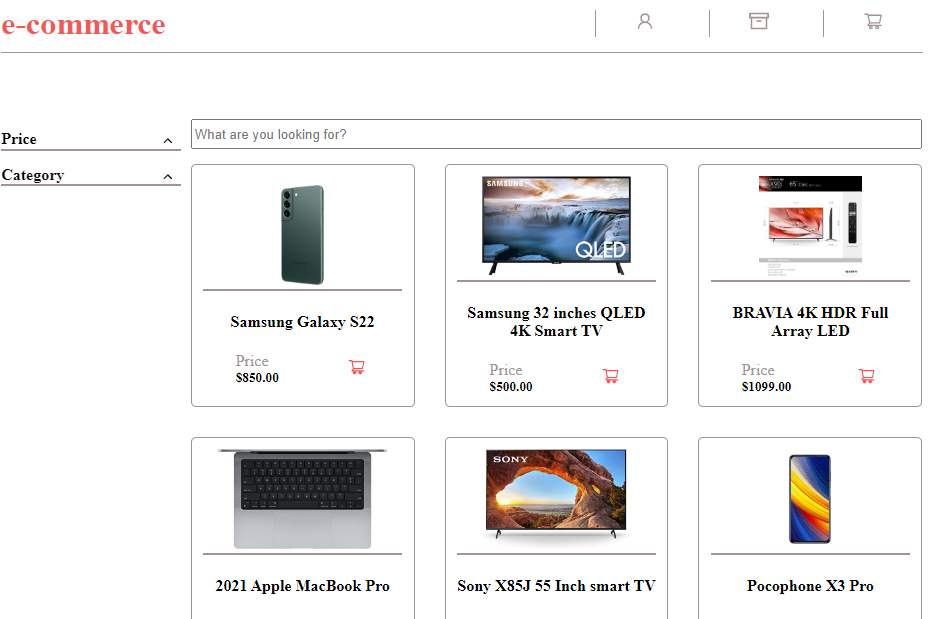 e-commerce
Price
What are you looking for?
Category
SAMSUNG
QLED
65"
Samsung Galaxy S22
Samsung 32 inches QLED
4K Smart TV
BRAVIA 4K HDR Full
Array LED
Price
$850.00
Price
$500.00
Price
$1099.00
SONY
2021 Apple MacBook Pro
Sony X85J 55 Inch smart TV
Pocophone X3 Pro